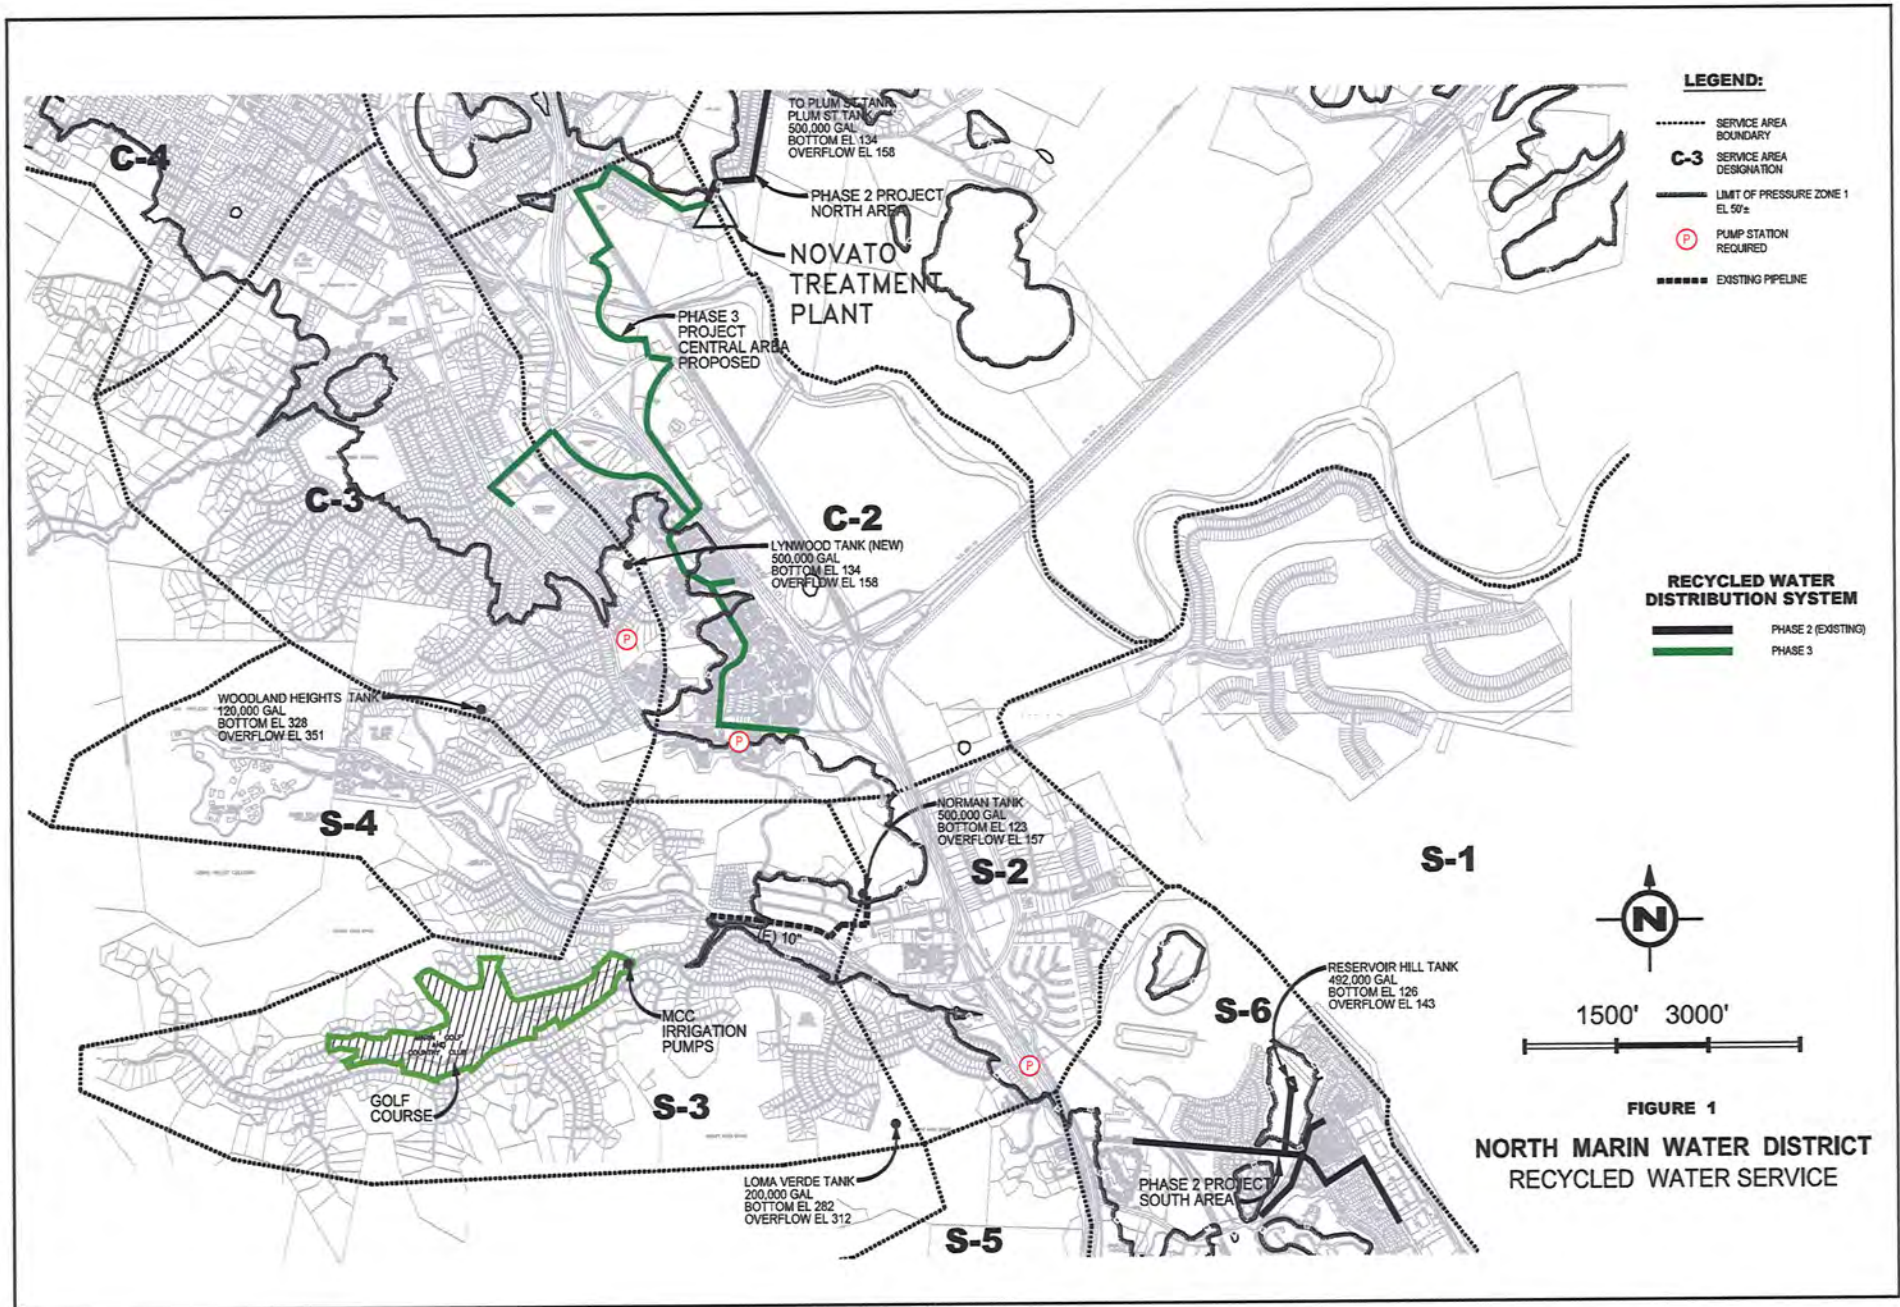 LEGEND:
SERVICE AREA
BOUNDARY
C-3
SERVICE AREA
DESIGNATION
LIMIT OF PRESSURE ZONE 1
EL 50'±
P
PUMP STATION
REQUIRED
EXISTING PIPELINE
RECYCLED WATER
DISTRIBUTION SYSTEM
PHASE 2 (EXISTING)
PHASE 3
TO PLUM ST TANK
PLUM ST TANK
500,000 GAL
BOTTOM EL 134
OVERFLOW EL 158
C-4
PHASE 2 PROJECT
NORTH AREA
NOVATO
TREATMENT
PLANT
PHASE 3
PROJECT
CENTRAL AREA
PROPOSED
C-3
C-2
LYNWOOD TANK (NEW)
500,000 GAL
BOTTOM EL 134
OVERFLOW EL 158
P
WOODLAND HEIGHTS TANK
120,000 GAL
BOTTOM EL 328
OVERFLOW EL 351
P
S-4
NORMAN TANK
500,000 GAL
BOTTOM EL 123
OVERFLOW EL 157
S-2
S-1
(E) 10"
N
RESERVOIR HILL TANK
492,000 GAL
BOTTOM EL 126
OVERFLOW EL 143
S-6
MCC
IRRIGATION
PUMPS
MARIN GOLF
AND
COUNTRY CLUB
1500' 3000'
P
GOLF
COURSE
S-3
LOMA VERDE TANK
200,000 GAL
BOTTOM EL 282
OVERFLOW EL 312
PHASE 2 PROJECT
SOUTH AREA
S-5
FIGURE 1
NORTH MARIN WATER DISTRICT
RECYCLED WATER SERVICE